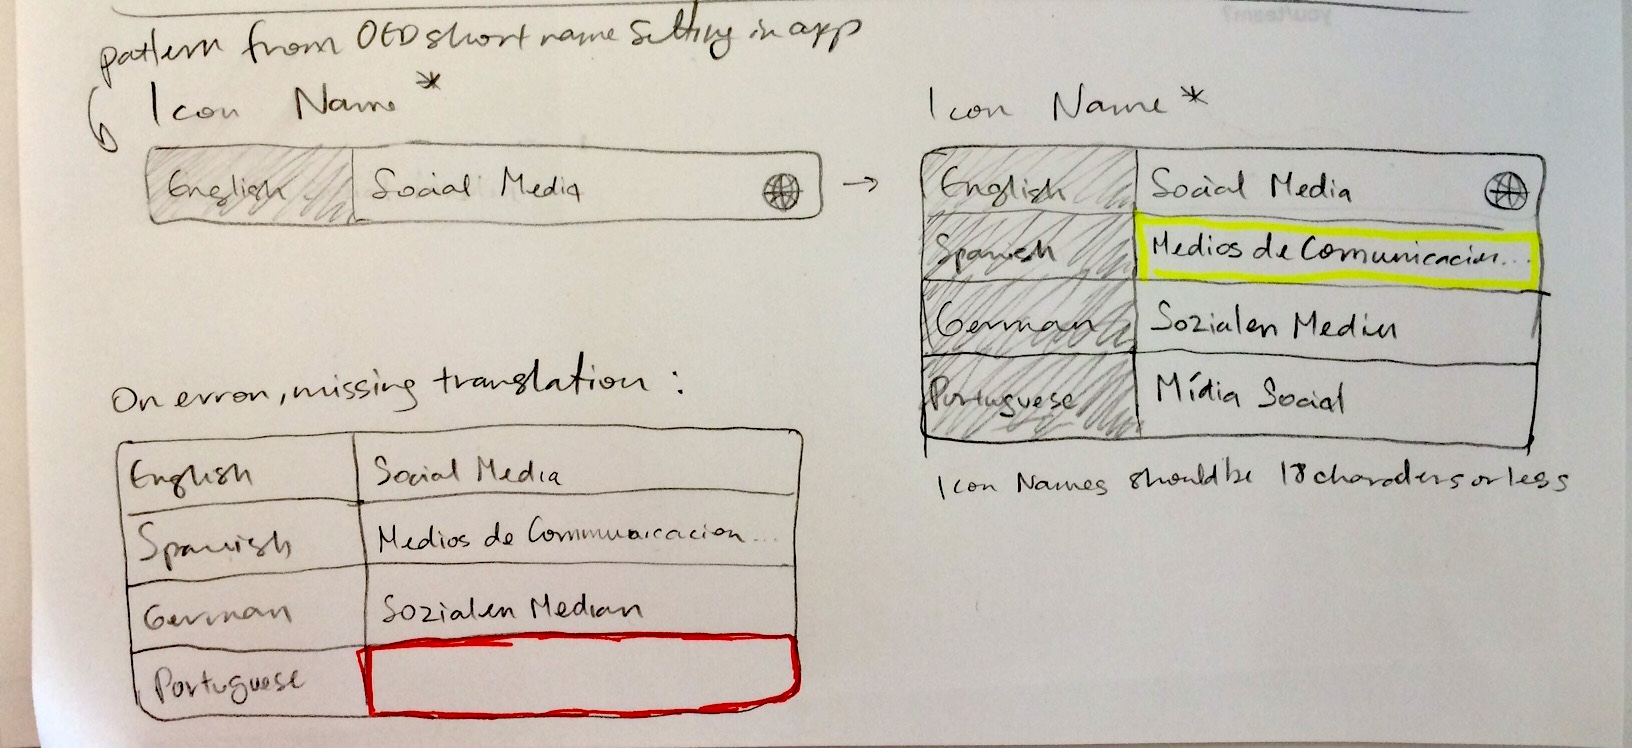 pattern from OED short name setting in app
Icon Name*
English Social Media
→
Icon Name*
English Social Media
Spanish Medios de Comunicacion...
German Sozialen Medien
Portuguese Mídia Social
Icon Names should be 18 characters or less
On error, missing translation:
English Social Media
Spanish Medios de Communicacion...
German Sozialen Median
Portuguese